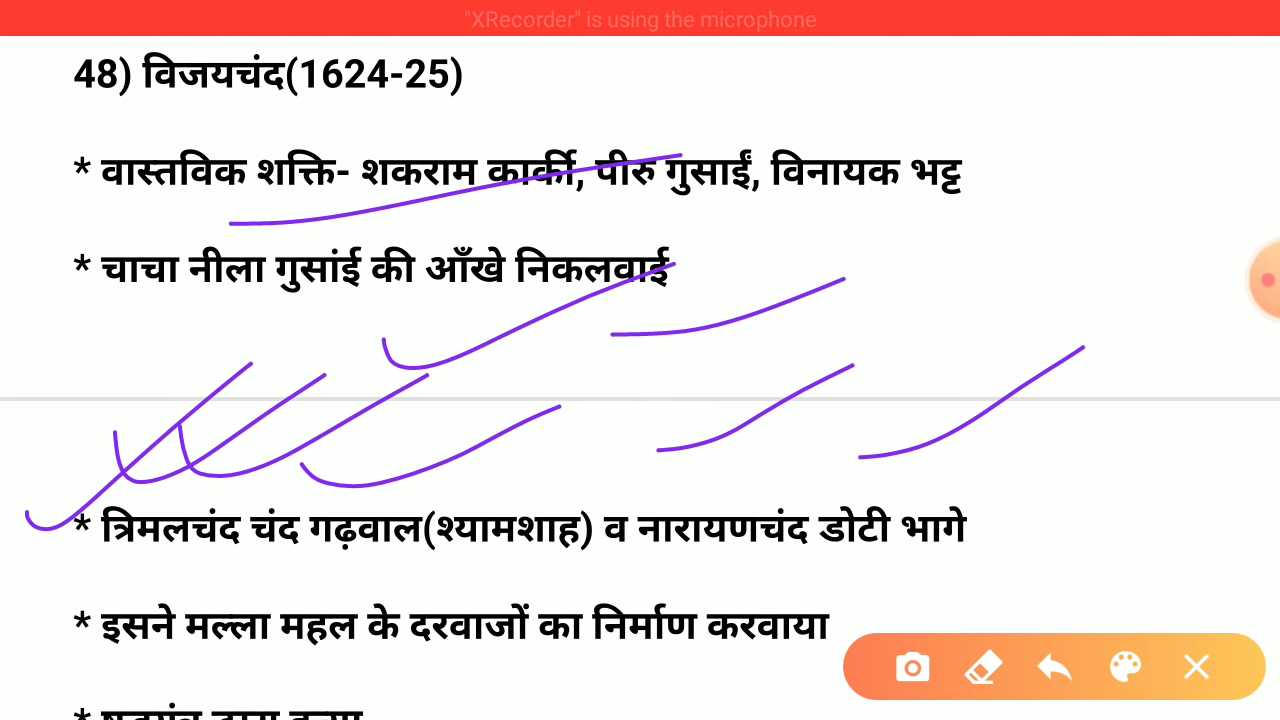 "XRecorder" is using the microphone
48) विजयचंद(1624-25)
* वास्तविक शक्ति- शकराम कार्की, पीरु गुसाईं, विनायक भट्ट
* चाचा नीला गुसांई की आँखे निकलवाई
* त्रिमलचंद चंद गढ़वाल(श्यामशाह) व नारायणचंद डोटी भागे
* इसने मल्ला महल के दरवाजों का निर्माण करवाया